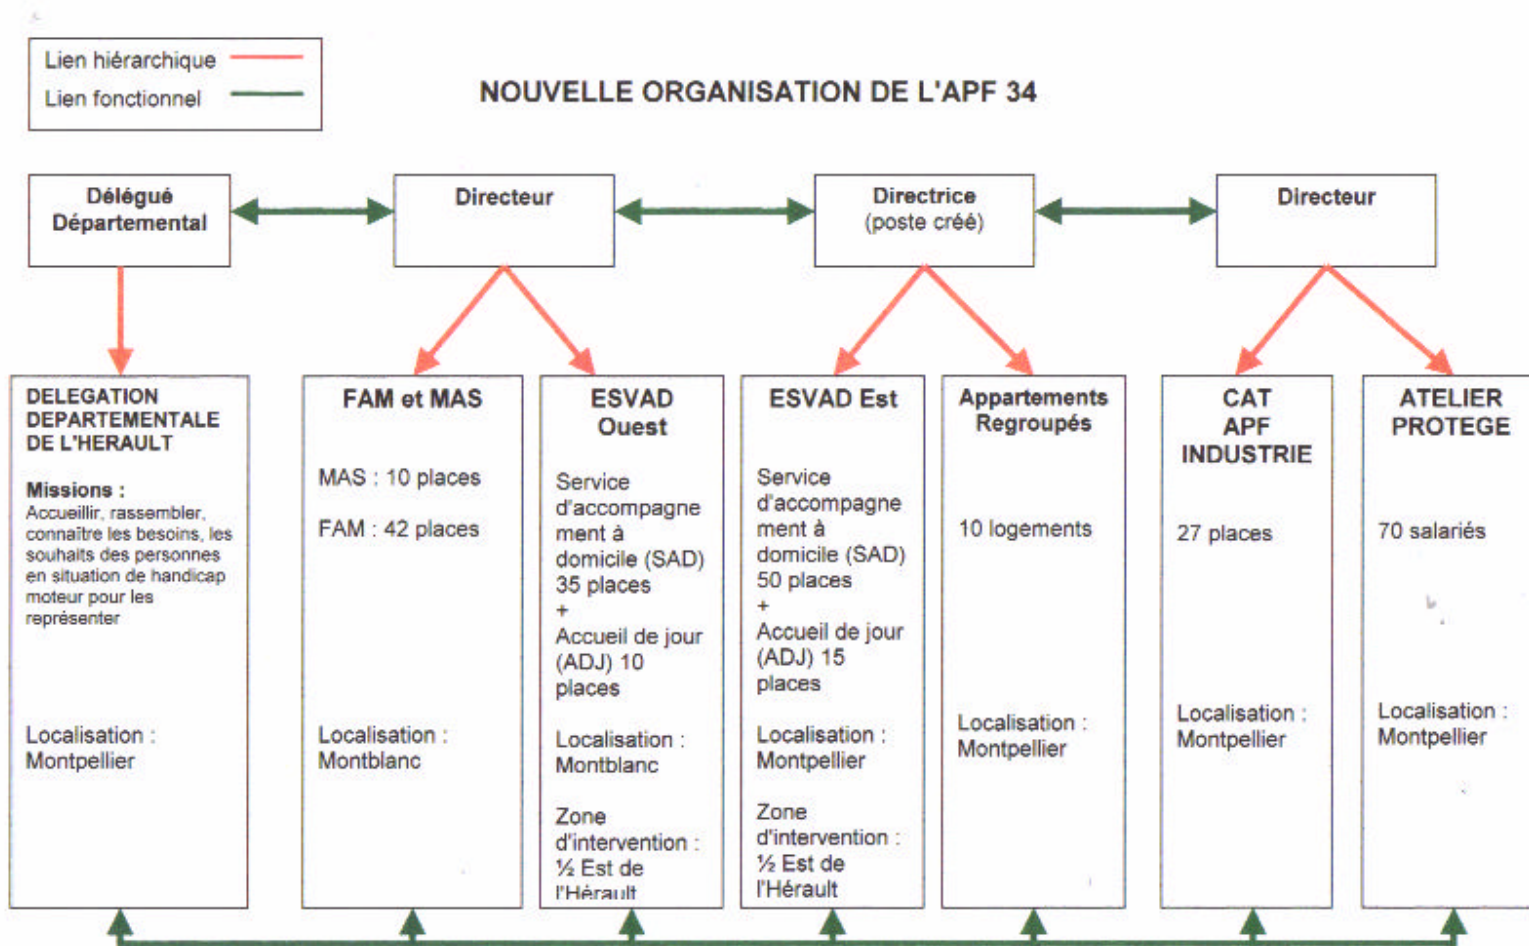 Lien hiérarchique
Lien fonctionnel
NOUVELLE ORGANISATION DE L'APF 34
Délégué
Départemental
Directeur
Directrice
(poste créé)
Directeur
DELEGATION
DEPARTEMENTALE
DE L'HERAULT
Missions :
Accueillir, rassembler,
connaître les besoins, les
souhaits des personnes
en situation de handicap
moteur pour les
représenter
Localisation :
Montpellier
FAM et MAS
MAS : 10 places
FAM : 42 places
Localisation :
Montblanc
ESVAD
Ouest
Service
d'accompagne
ment à
domicile (SAD)
35 places
+
Accueil de jour
(ADJ) 10
places
Localisation :
Montblanc
Zone
d'intervention :
½ Est de
l'Hérault
ESVAD Est
Service
d'accompagne
ment à
domicile (SAD)
50 places
+
Accueil de jour
(ADJ) 15
places
Localisation :
Montpellier
Zone
d'intervention :
½ Est de
l'Hérault
Appartements
Regroupés
10 logements
Localisation :
Montpellier
CAT
APF
INDUSTRIE
27 places
Localisation :
Montpellier
ATELIER
PROTEGE
70 salariés
Localisation :
Montpellier